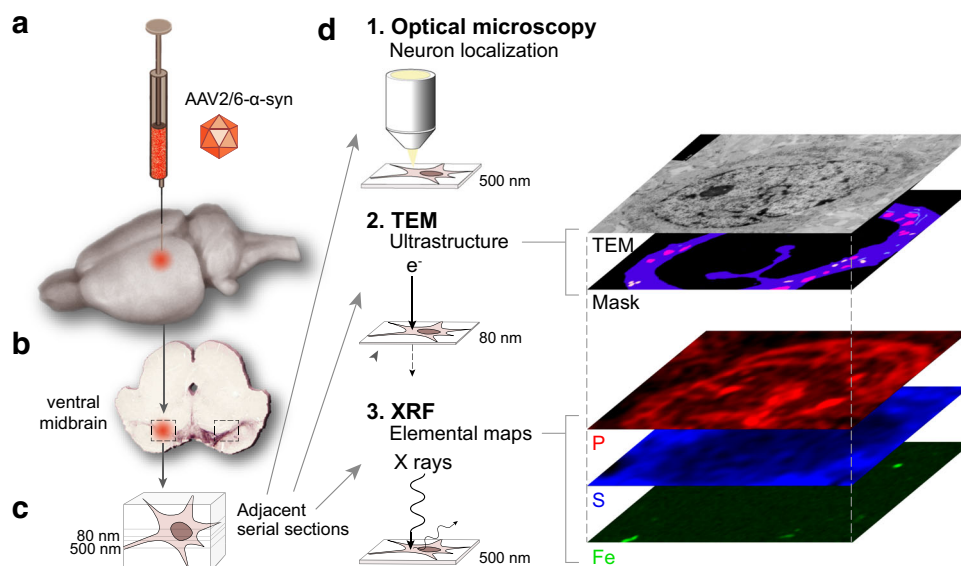 a
AAV2/6-α-syn
b
ventral
midbrain
c
80 nm
500 nm
Adjacent
serial sections
d
1. Optical microscopy
Neuron localization
500 nm
2. TEM
Ultrastructure
e-
80 nm
3. XRF
Elemental maps
X rays
500 nm
TEM
Mask
P
S
Fe